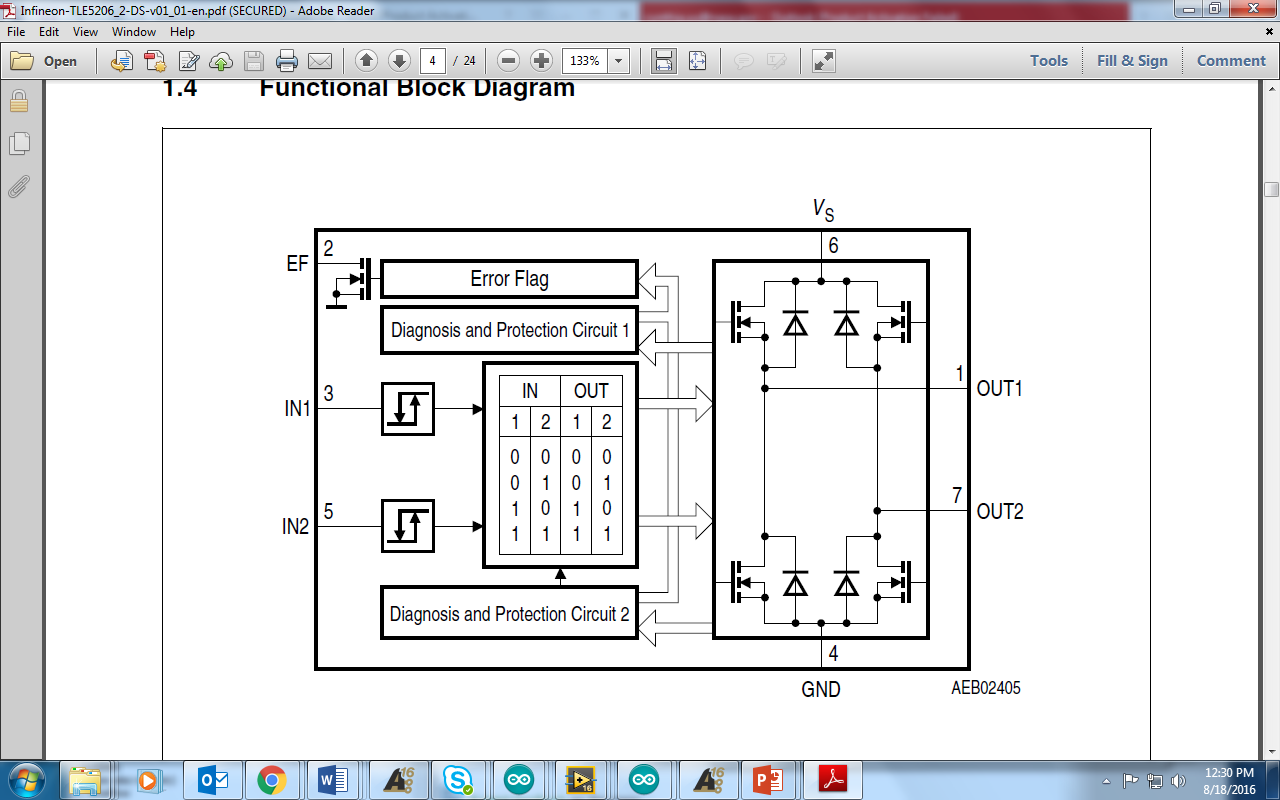 Infineon-TLE5206_2-DS-v01_01-en.pdf (SECURED) - Adobe Reader
File Edit View Window Help
Open 4 / 24 133% Tools Fill & Sign Comment
1.4 Functional Block Diagram
VS
6
EF 2
Error Flag
Diagnosis and Protection Circuit 1
IN1 3
IN OUT
1 2 1 2
0 0 0 0
0 1 0 1
1 0 1 0
1 1 1 1
1 OUT1
IN2 5
7 OUT2
Diagnosis and Protection Circuit 2
4
GND
AEB02405
12:30 PM
8/18/2016